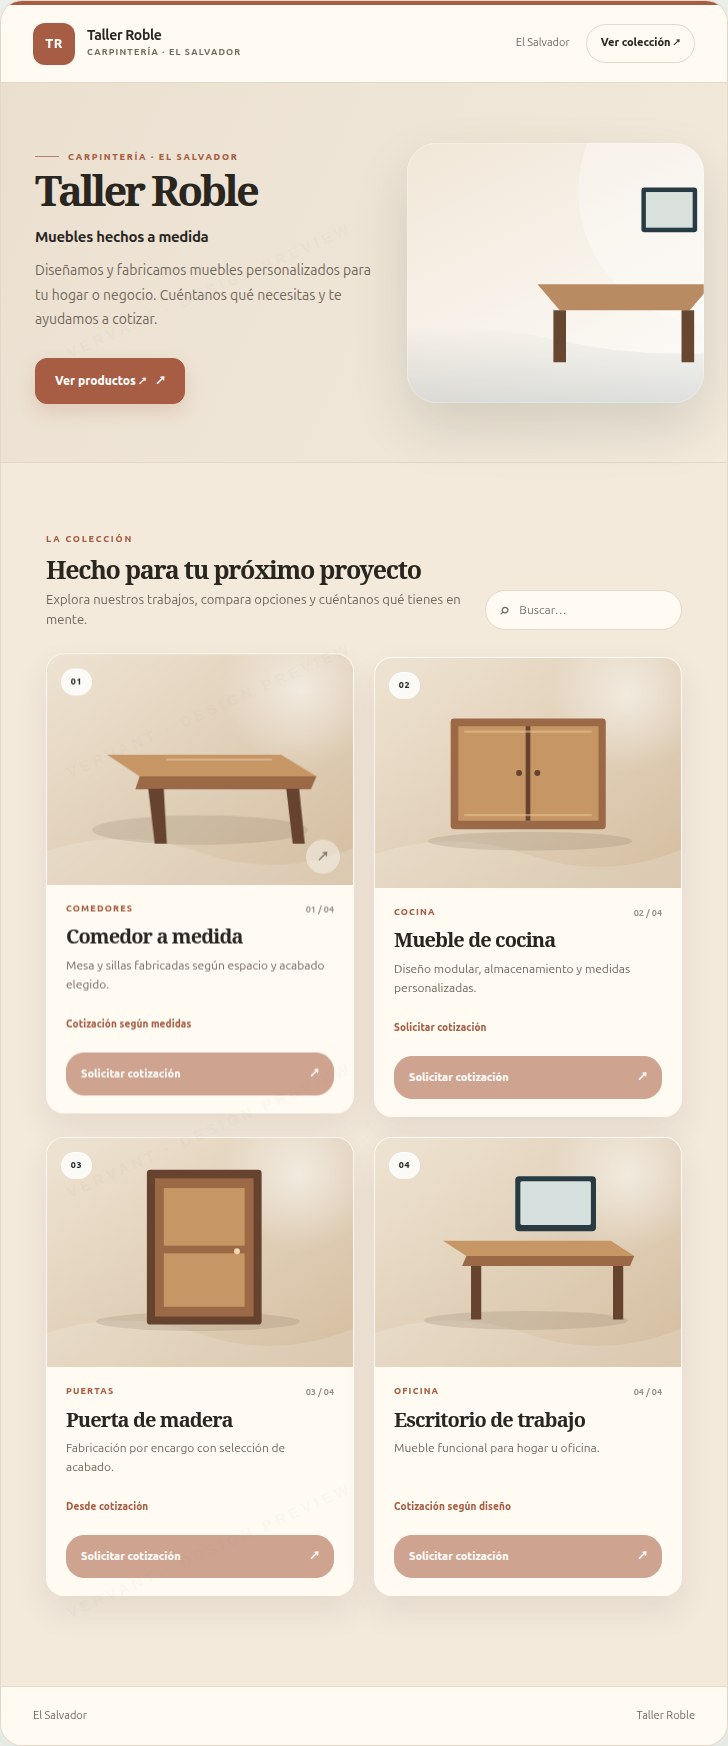 TR
Taller Roble
CARPINTERÍA · EL SALVADOR
El Salvador
Ver colección ↗
CARPINTERÍA · EL SALVADOR
Taller Roble
Muebles hechos a medida
Diseñamos y fabricamos muebles personalizados para
tu hogar o negocio. Cuéntanos qué necesitas y te
ayudamos a cotizar.
Ver productos ↗ ↗
LA COLECCIÓN
Hecho para tu próximo proyecto
Explora nuestros trabajos, compara opciones y cuéntanos qué tienes en
mente.
Buscar…
01
COMEDORES
01 / 04
Comedor a medida
Mesa y sillas fabricadas según espacio y acabado
elegido.
Cotización según medidas
Solicitar cotización ↗
02
COCINA
02 / 04
Mueble de cocina
Diseño modular, almacenamiento y medidas
personalizadas.
Solicitar cotización
Solicitar cotización ↗
03
PUERTAS
03 / 04
Puerta de madera
Fabricación por encargo con selección de
acabado.
Desde cotización
Solicitar cotización ↗
04
OFICINA
04 / 04
Escritorio de trabajo
Mueble funcional para hogar u oficina.
Cotización según diseño
Solicitar cotización ↗
El Salvador
Taller Roble